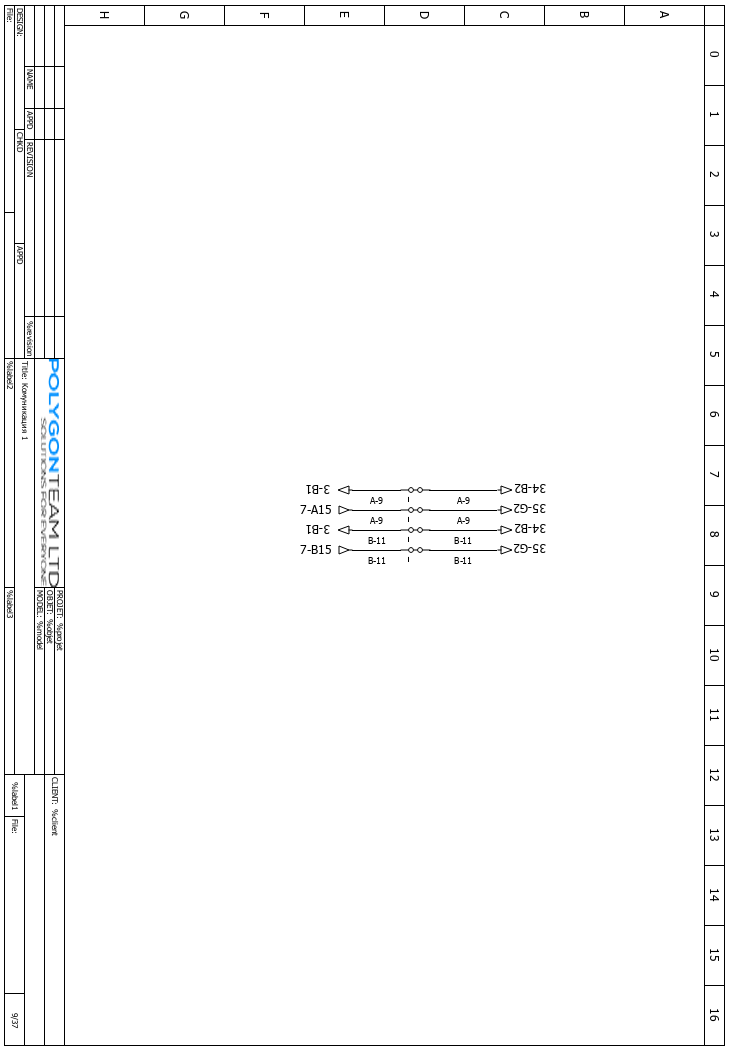 H G F E D C B A
0
1
2
3
4
5
6
7
8
9
10
11
12
13
14
15
16
3-B1 34-B2
A-9 A-9
7-A15 35-G2
A-9 A-9
3-B1 34-B2
B-11 B-11
7-B15 35-G2
B-11 B-11
NAME APPD REVISION %revision
DESIGN: CHKD APPD
File:
POLYGONTEAM LTD
SOLUTIONS FOR EVERYONE
Title: Комуникация 1
%label2
PROJET: %projet
OBJET: %objet
MODEL: %model
%label3
CLIENT: %client
%label1 File:
9/37